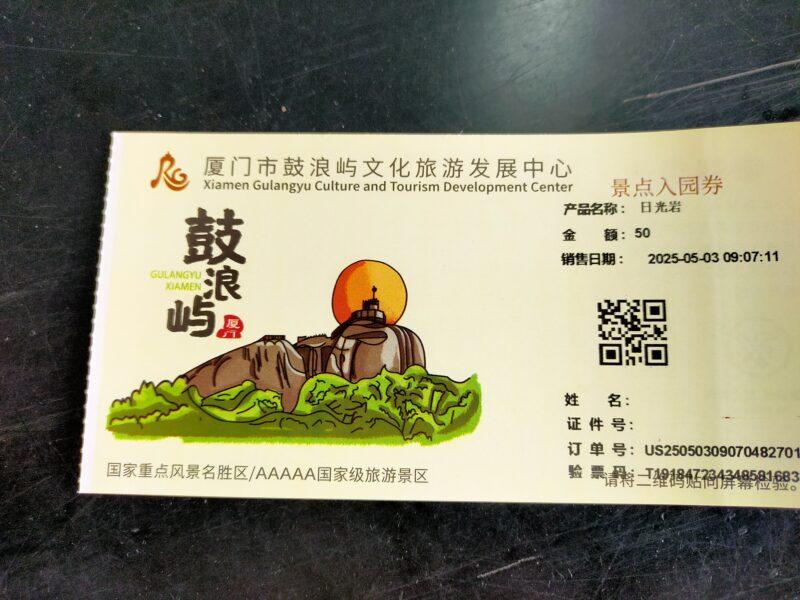 厦门市鼓浪屿文化旅游发展中心
Xiamen Gulangyu Culture and Tourism Development Center
鼓浪屿
GULANGYU
XIAMEN
厦门
国家重点风景名胜区/AAAAA国家级旅游景区
景点入园券
产品名称： 日光岩
金 额： 50
销售日期： 2025-05-03 09:07:11
姓 名：
证 件 号：
订 单 号： US25050309070482701
验 票 码： T191847234348581683
请将二维码贴向屏幕检验。